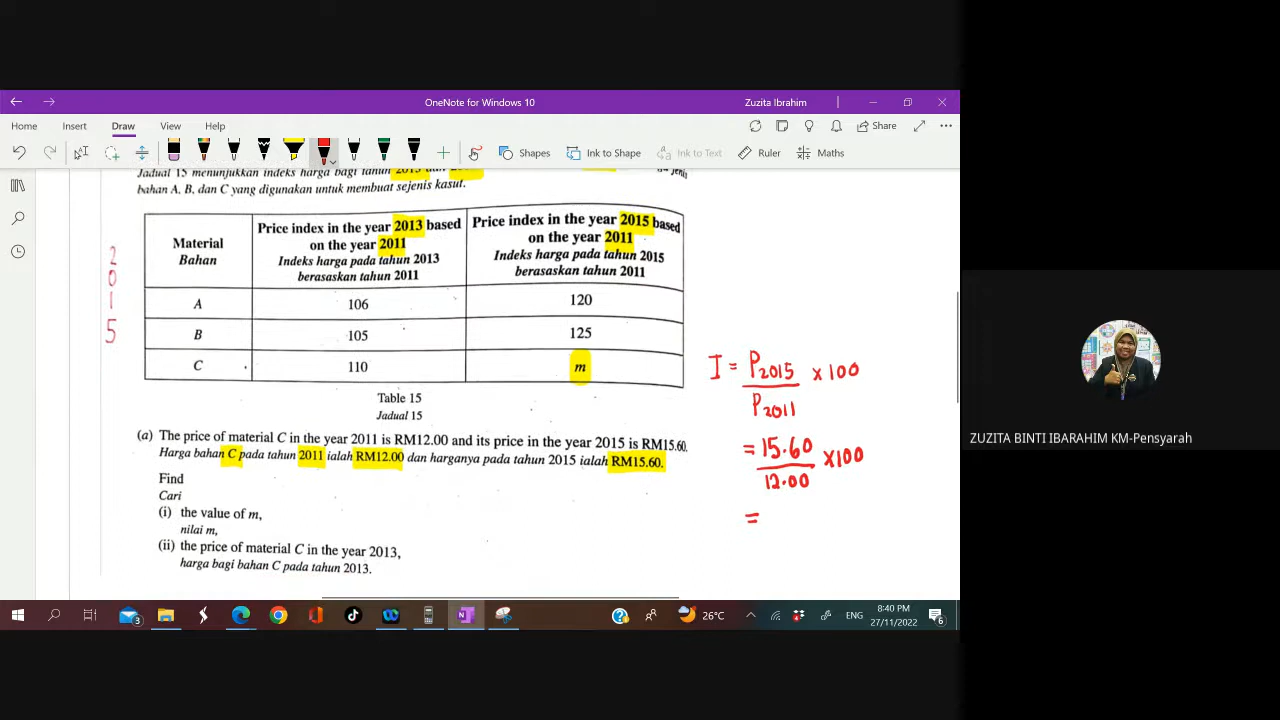 OneNote for Windows 10
Zuzita Ibrahim
Home Insert Draw View Help
Share
Shapes Ink to Shape Ink to Text Ruler Maths
Jadual 15 menunjukkan indeks harga bagi tahun 2013 dan
bahan A, B, dan C yang digunakan untuk membuat sejenis kasut.
2
0
1
5
Material
Bahan
Price index in the year 2013 based
on the year 2011
Indeks harga pada tahun 2013
berasaskan tahun 2011
Price index in the year 2015 based
on the year 2011
Indeks harga pada tahun 2015
berasaskan tahun 2011
A 106 120
B 105 125
C 110 m
Table 15
Jadual 15
I = P2015 x 100
P2011
= 15.60 x100
12.00
=
(a) The price of material C in the year 2011 is RM12.00 and its price in the year 2015 is RM15.60.
Harga bahan C pada tahun 2011 ialah RM12.00 dan harganya pada tahun 2015 ialah RM15.60.
Find
Cari
(i) the value of m,
nilai m,
(ii) the price of material C in the year 2013,
harga bagi bahan C pada tahun 2013.
ZUZITA BINTI IBARAHIM KM-Pensyarah
3
26°C
ENG
8:40 PM
27/11/2022
6